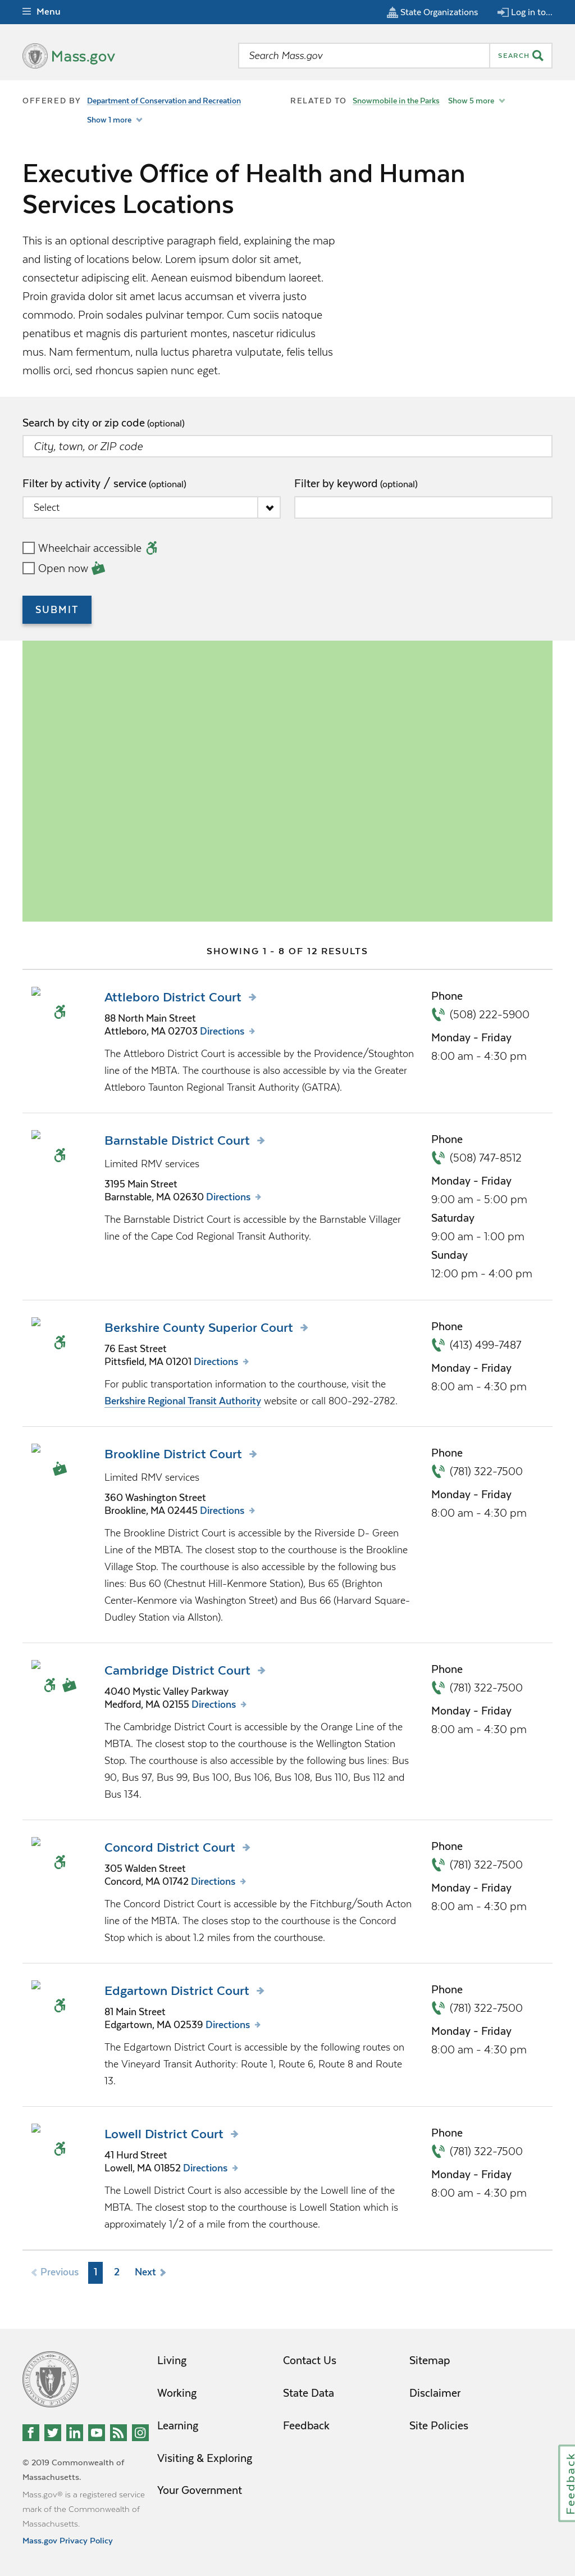 Menu
State Organizations
Log in to...
Mass.gov
Search Mass.gov
SEARCH
OFFERED BY Department of Conservation and Recreation
Show 1 more
RELATED TO Snowmobile in the Parks Show 5 more
Executive Office of Health and Human
Services Locations
This is an optional descriptive paragraph field, explaining the map
and listing of locations below. Lorem ipsum dolor sit amet,
consectetur adipiscing elit. Aenean euismod bibendum laoreet.
Proin gravida dolor sit amet lacus accumsan et viverra justo
commodo. Proin sodales pulvinar tempor. Cum sociis natoque
penatibus et magnis dis parturient montes, nascetur ridiculus
mus. Nam fermentum, nulla luctus pharetra vulputate, felis tellus
mollis orci, sed rhoncus sapien nunc eget.
Search by city or zip code (optional)
City, town, or ZIP code
Filter by activity / service (optional)
Select
Filter by keyword (optional)
Wheelchair accessible
Open now
SUBMIT
SHOWING 1 - 8 OF 12 RESULTS
Attleboro District Court
88 North Main Street
Attleboro, MA 02703 Directions
The Attleboro District Court is accessible by the Providence/Stoughton
line of the MBTA. The courthouse is also accessible by via the Greater
Attleboro Taunton Regional Transit Authority (GATRA).
Phone
(508) 222-5900
Monday - Friday
8:00 am - 4:30 pm
Barnstable District Court
Limited RMV services
3195 Main Street
Barnstable, MA 02630 Directions
The Barnstable District Court is accessible by the Barnstable Villager
line of the Cape Cod Regional Transit Authority.
Phone
(508) 747-8512
Monday - Friday
9:00 am - 5:00 pm
Saturday
9:00 am - 1:00 pm
Sunday
12:00 pm - 4:00 pm
Berkshire County Superior Court
76 East Street
Pittsfield, MA 01201 Directions
For public transportation information to the courthouse, visit the
Berkshire Regional Transit Authority website or call 800-292-2782.
Phone
(413) 499-7487
Monday - Friday
8:00 am - 4:30 pm
Brookline District Court
Limited RMV services
360 Washington Street
Brookline, MA 02445 Directions
The Brookline District Court is accessible by the Riverside D- Green
Line of the MBTA. The closest stop to the courthouse is the Brookline
Village Stop. The courthouse is also accessible by the following bus
lines: Bus 60 (Chestnut Hill-Kenmore Station), Bus 65 (Brighton
Center-Kenmore via Washington Street) and Bus 66 (Harvard Square-
Dudley Station via Allston).
Phone
(781) 322-7500
Monday - Friday
8:00 am - 4:30 pm
Cambridge District Court
4040 Mystic Valley Parkway
Medford, MA 02155 Directions
The Cambridge District Court is accessible by the Orange Line of the
MBTA. The closest stop to the courthouse is the Wellington Station
Stop. The courthouse is also accessible by the following bus lines: Bus
90, Bus 97, Bus 99, Bus 100, Bus 106, Bus 108, Bus 110, Bus 112 and
Bus 134.
Phone
(781) 322-7500
Monday - Friday
8:00 am - 4:30 pm
Concord District Court
305 Walden Street
Concord, MA 01742 Directions
The Concord District Court is accessible by the Fitchburg/South Acton
line of the MBTA. The closes stop to the courthouse is the Concord
Stop which is about 1.2 miles from the courthouse.
Phone
(781) 322-7500
Monday - Friday
8:00 am - 4:30 pm
Edgartown District Court
81 Main Street
Edgartown, MA 02539 Directions
The Edgartown District Court is accessible by the following routes on
the Vineyard Transit Authority: Route 1, Route 6, Route 8 and Route
13.
Phone
(781) 322-7500
Monday - Friday
8:00 am - 4:30 pm
Lowell District Court
41 Hurd Street
Lowell, MA 01852 Directions
The Lowell District Court is also accessible by the Lowell line of the
MBTA. The closest stop to the courthouse is Lowell Station which is
approximately 1/2 of a mile from the courthouse.
Phone
(781) 322-7500
Monday - Friday
8:00 am - 4:30 pm
Previous 1 2 Next
Living
Working
Learning
Visiting & Exploring
Your Government
Contact Us
State Data
Feedback
Sitemap
Disclaimer
Site Policies
© 2019 Commonwealth of
Massachusetts.
Mass.gov® is a registered service
mark of the Commonwealth of
Massachusetts.
Mass.gov Privacy Policy
Feedback